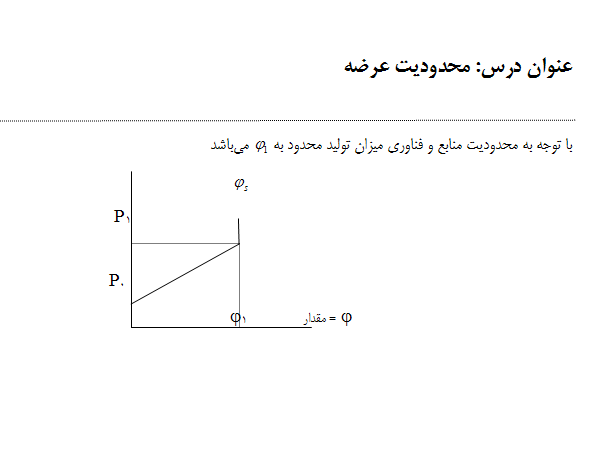 عنوان درس: محدودیت عرضه
با توجه به محدودیت منابع و فناوری میزان تولید محدود به φ1 می‌باشد
φs
P۱
P۰
φ۱
φ = مقدار